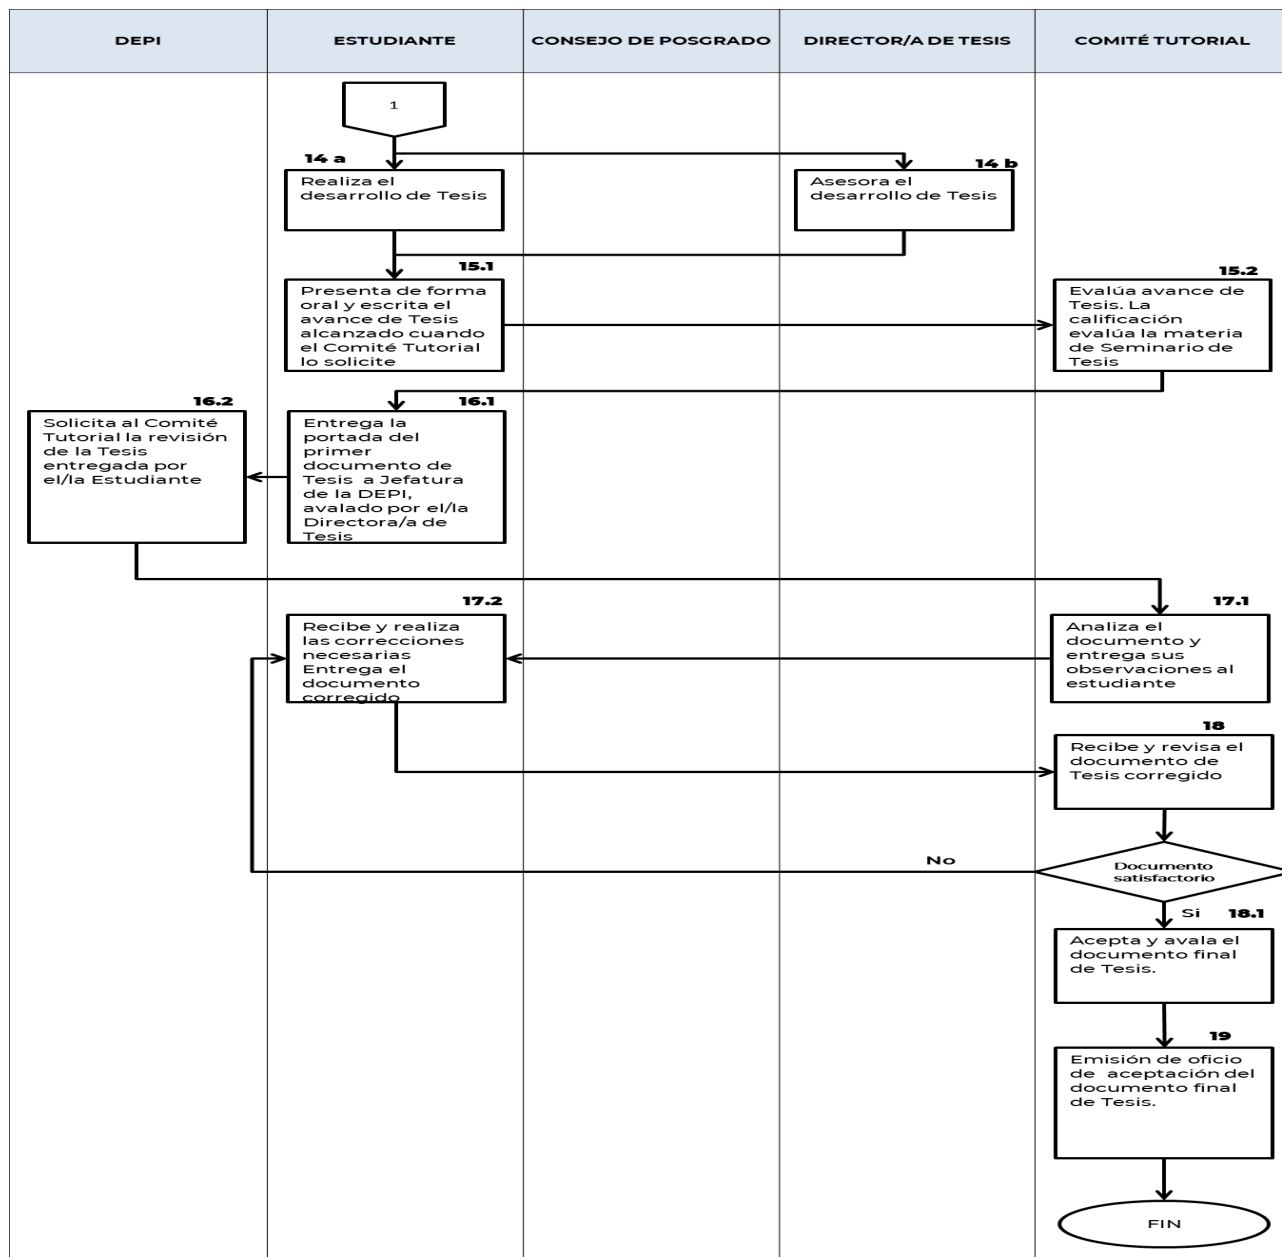 DEPI
ESTUDIANTE
CONSEJO DE POSGRADO
DIRECTOR/A DE TESIS
COMITÉ TUTORIAL
1
14 a
Realiza el
desarrollo de Tesis
14 b
Asesora el
desarrollo de Tesis
15.1
Presenta de forma
oral y escrita el
avance de Tesis
alcanzado cuando
el Comité Tutorial
lo solicite
15.2
Evalúa avance de
Tesis. La
calificación
evalúa la materia
de Seminario de
Tesis
16.2
Solicita al Comité
Tutorial la revisión
de la Tesis
entregada por
el/la Estudiante
16.1
Entrega la
portada del
primer
documento de
Tesis a Jefatura
de la DEPI,
avalado por el/la
Directora/a de
Tesis
17.2
Recibe y realiza
las correcciones
necesarias
Entrega el
documento
corregido
17.1
Analiza el
documento y
entrega sus
observaciones al
estudiante
18
Recibe y revisa el
documento de
Tesis corregido
No
Documento
satisfactorio
Si
18.1
Acepta y avala el
documento final
de Tesis.
19
Emisión de oficio
de aceptación del
documento final
de Tesis.
FIN